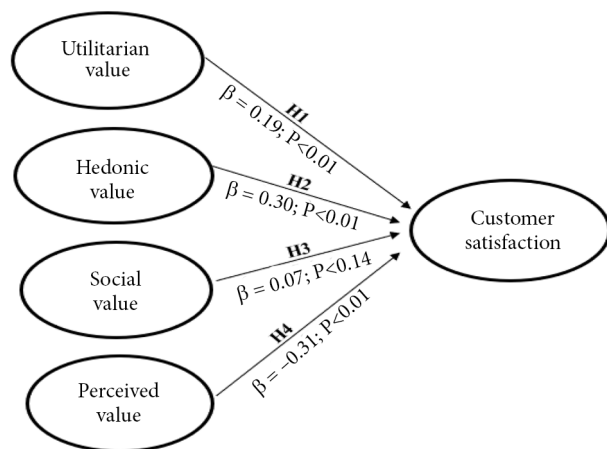 Utilitarian
value
H1
β = 0.19; P<0.01
Hedonic
value
H2
β = 0.30; P<0.01
Customer
satisfaction
Social
value
H3
β = 0.07; P<0.14
Perceived
value
H4
β = –0.31; P<0.01